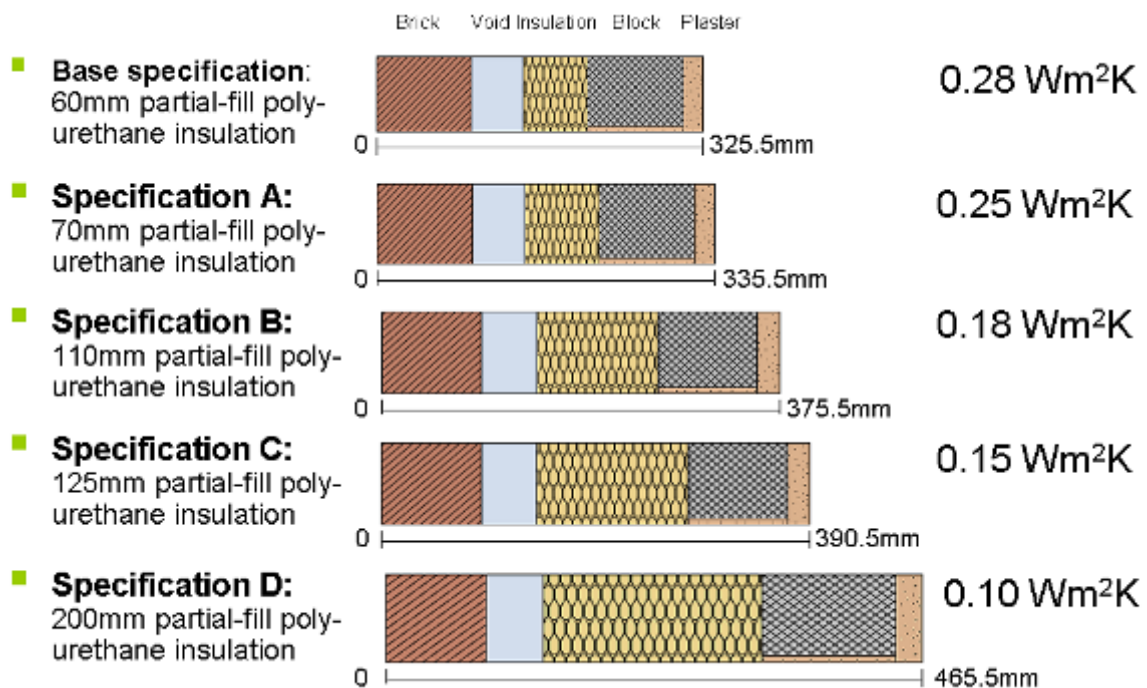 Brick Void Insulation Block Plaster
Base specification:
60mm partial-fill poly-
urethane insulation
0 325.5mm
0.28 Wm²K
Specification A:
70mm partial-fill poly-
urethane insulation
0 335.5mm
0.25 Wm²K
Specification B:
110mm partial-fill poly-
urethane insulation
0 375.5mm
0.18 Wm²K
Specification C:
125mm partial-fill poly-
urethane insulation
0 390.5mm
0.15 Wm²K
Specification D:
200mm partial-fill poly-
urethane insulation
0 465.5mm
0.10 Wm²K